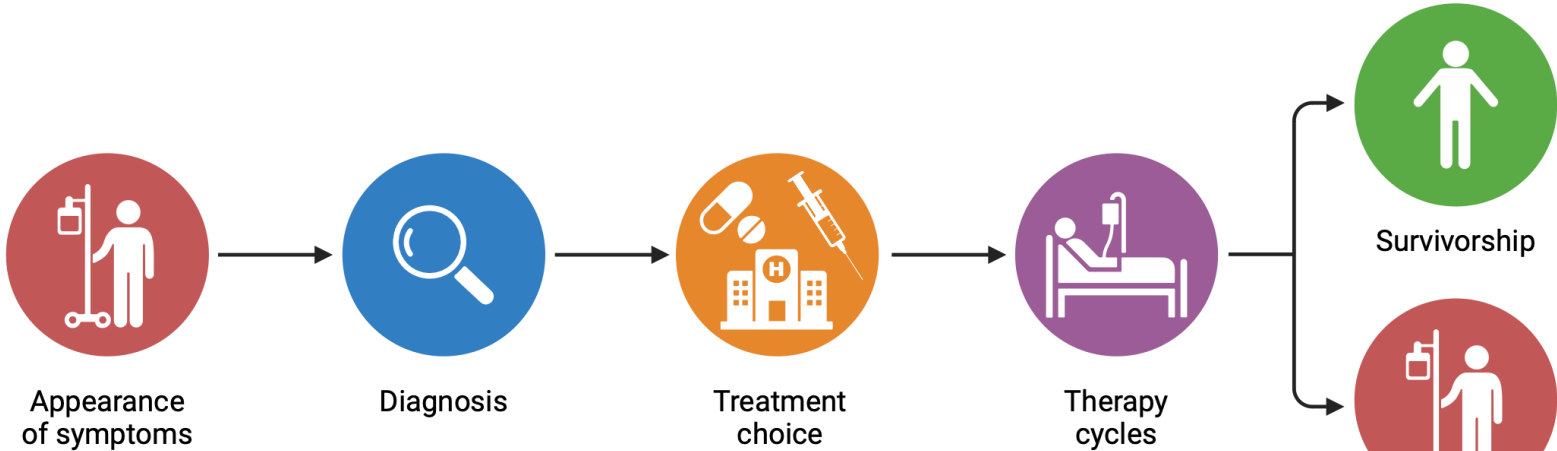 H
Survivorship
Appearance
of symptoms
Diagnosis
Treatment
choice
Therapy
cycles